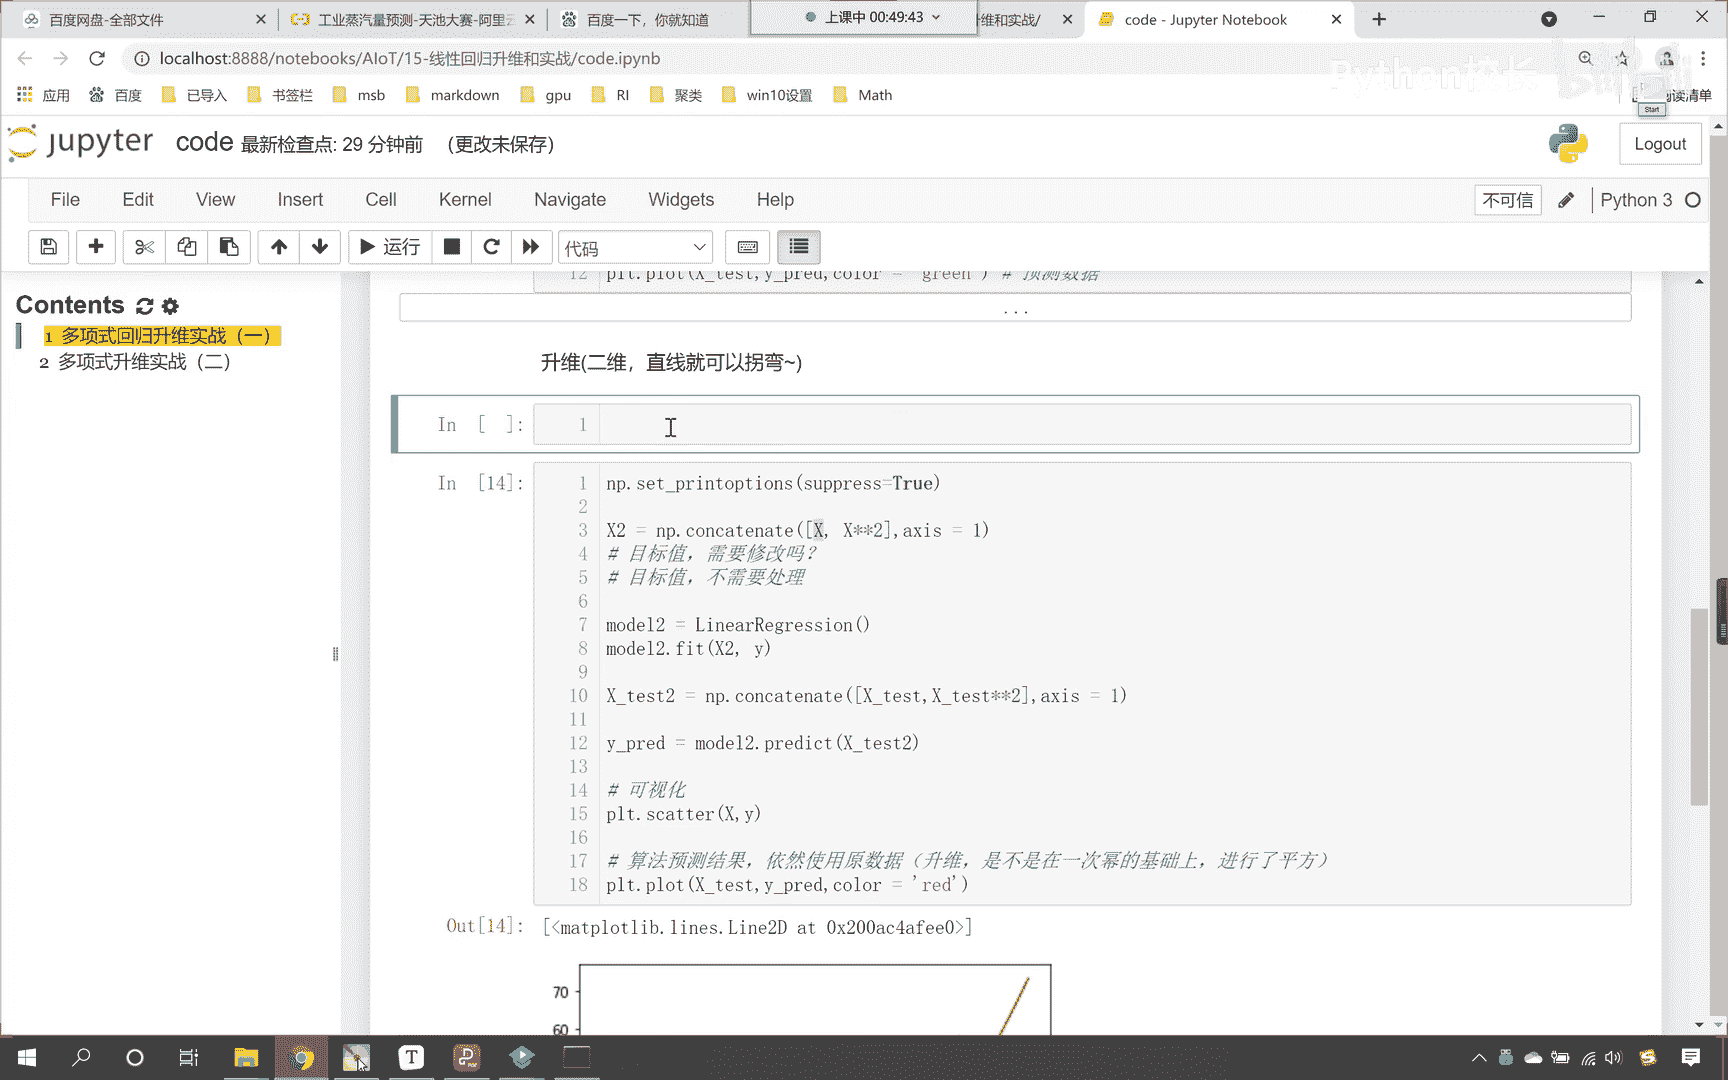 百度网盘-全部文件
工业蒸汽量预测-天池大赛-阿里云
百度一下，你就知道
上课中 00:49:43
维和实战/
code - Jupyter Notebook
localhost:8888/notebooks/AIoT/15-线性回归升维和实战/code.ipynb
Python校长
bilibili
应用
百度
已导入
书签栏
msb
markdown
gpu
RI
聚类
win10设置
Math
阅读清单
Start
jupyter code 最新检查点: 29 分钟前 (更改未保存)
Logout
File Edit View Insert Cell Kernel Navigate Widgets Help
不可信
Python 3
运行
代码
Contents
1 多项式回归升维实战（一）
2 多项式升维实战（二）
12 plt.plot(X_test,y_pred,color = 'green') # 预测数据
...
升维(二维，直线就可以拐弯~)
In [ ]:
1
In [14]:
1 np.set_printoptions(suppress=True)
2
3 X2 = np.concatenate([X, X**2],axis = 1)
4 # 目标值，需要修改吗？
5 # 目标值，不需要处理
6
7 model2 = LinearRegression()
8 model2.fit(X2, y)
9
10 X_test2 = np.concatenate([X_test,X_test**2],axis = 1)
11
12 y_pred = model2.predict(X_test2)
13
14 # 可视化
15 plt.scatter(X,y)
16
17 # 算法预测结果，依然使用原数据（升维，是不是在一次幂的基础上，进行了平方）
18 plt.plot(X_test,y_pred,color = 'red')
Out[14]: [<matplotlib.lines.Line2D at 0x200ac4afee0>]
70
60